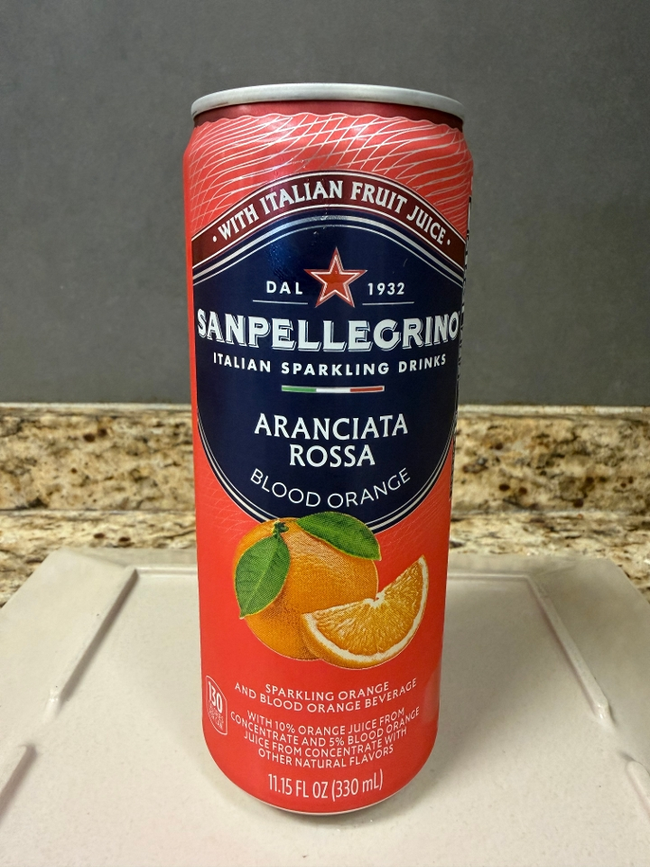 · WITH ITALIAN FRUIT JUICE ·
DAL 1932
SANPELLEGRINO
ITALIAN SPARKLING DRINKS
ARANCIATA
ROSSA
BLOOD ORANGE
SPARKLING ORANGE
AND BLOOD ORANGE BEVERAGE
130
WITH 10% ORANGE JUICE FROM
CONCENTRATE AND 5% BLOOD ORANGE
JUICE FROM CONCENTRATE WITH
OTHER NATURAL FLAVORS
11.15 FL OZ (330 mL)